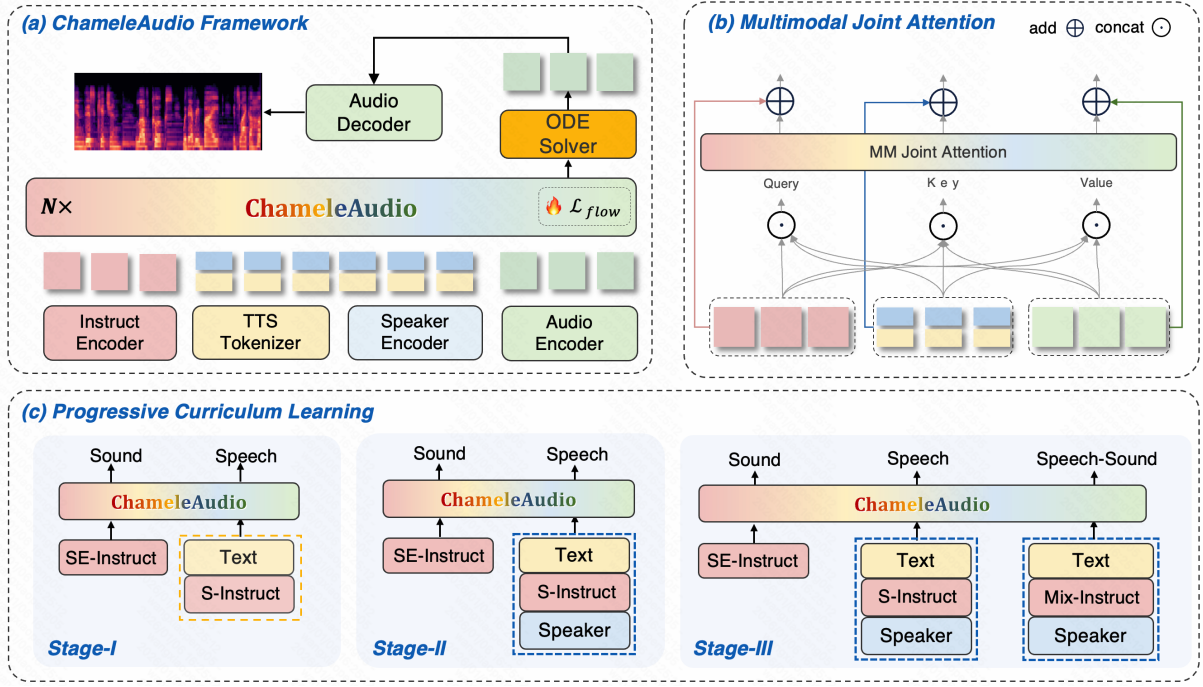 (a) ChameleAudio Framework
Audio
Decoder
ODE
Solver
N×
ChameleAudio
🔥 ℒ flow
Instruct
Encoder
TTS
Tokenizer
Speaker
Encoder
Audio
Encoder
(b) Multimodal Joint Attention
add ⊕ concat ⊙
MM Joint Attention
Query
Key
Value
(c) Progressive Curriculum Learning
Sound
Speech
ChameleAudio
SE-Instruct
Text
S-Instruct
Stage-I
Sound
Speech
ChameleAudio
SE-Instruct
Text
S-Instruct
Speaker
Stage-II
Sound
Speech
Speech-Sound
ChameleAudio
SE-Instruct
Text
S-Instruct
Speaker
Text
Mix-Instruct
Speaker
Stage-III